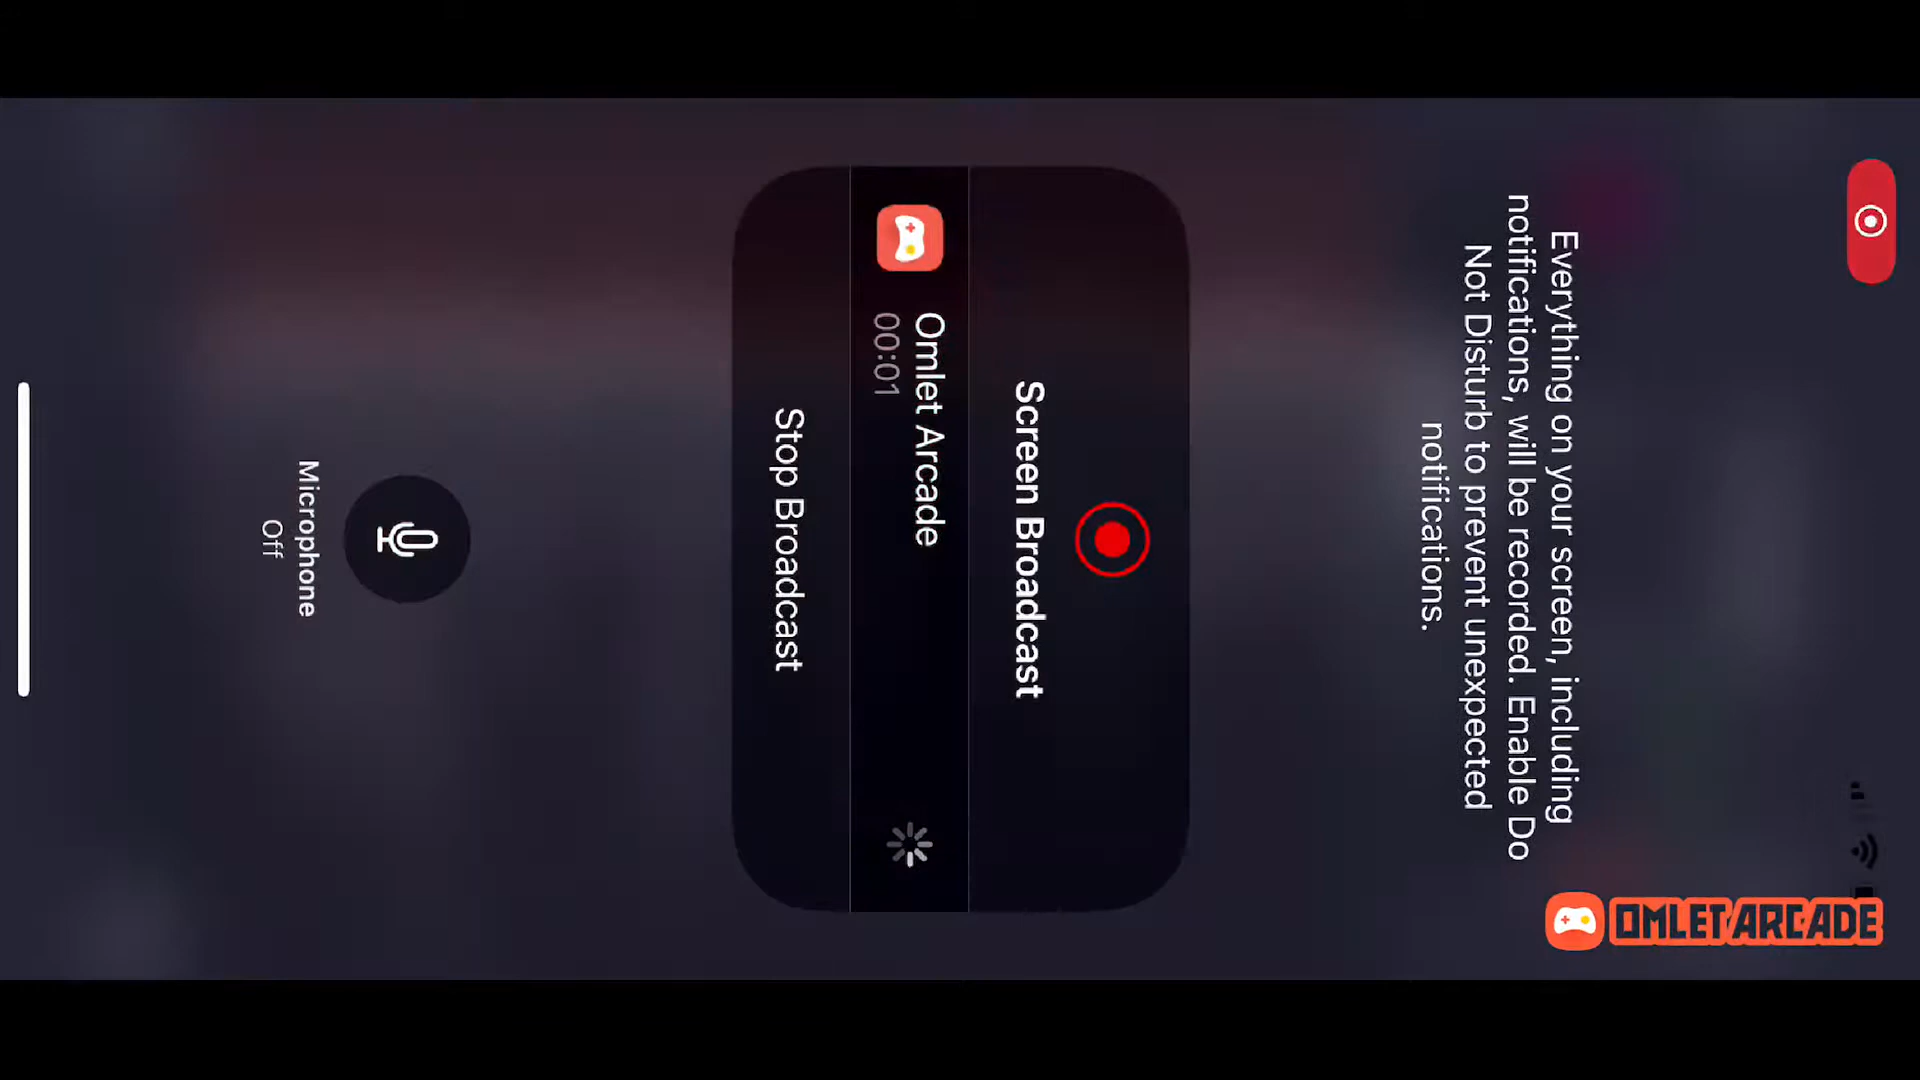 Everything on your screen, including
notifications, will be recorded. Enable Do
Not Disturb to prevent unexpected
notifications.
Screen Broadcast
Omlet Arcade
00:01
Stop Broadcast
Microphone
Off
OMLET ARCADE